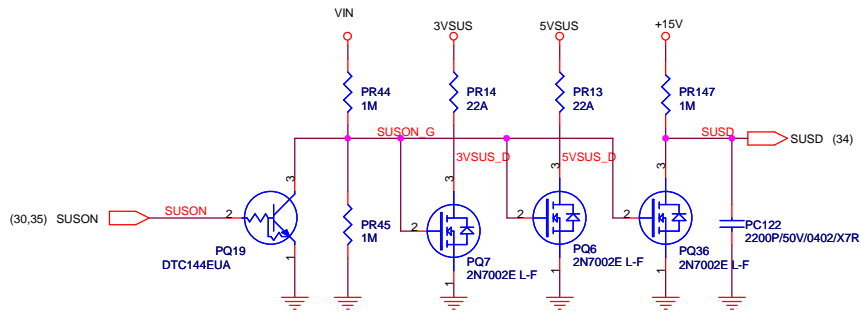 VIN
3VSUS
5VSUS
+15V
PR44
1M
PR14
22A
PR13
22A
PR147
1M
SUSON_G
SUSD
SUSD (34)
3VSUS_D
5VSUS_D
3
3
3
3
(30,35) SUSON
SUSON
2
2
2
2
PR45
1M
PC122
2200P/50V/0402/X7R
PQ19
DTC144EUA
PQ7
2N7002E L-F
PQ6
2N7002E L-F
PQ36
2N7002E L-F
1
1
1
1